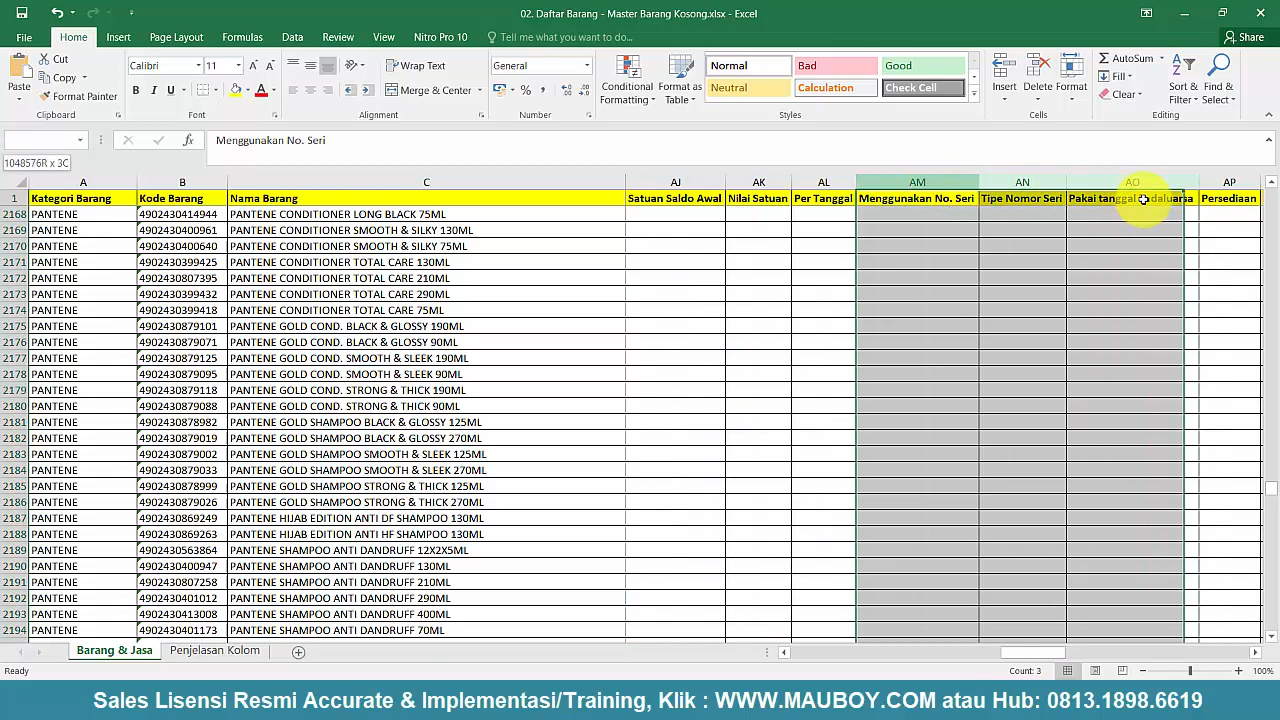 02. Daftar Barang - Master Barang Kosong.xlsx - Excel
File Home Insert Page Layout Formulas Data Review View Nitro Pro 10 Tell me what you want to do... Share
Paste Cut Copy Format Painter Clipboard
Calibri 11 B I U Font
Wrap Text Merge & Center Alignment
General % Number
Conditional Formatting Format as Table
Normal Bad Good
Neutral Calculation Check Cell
Styles
Insert Delete Format Cells
AutoSum Fill Clear Sort & Filter Find & Select Editing
fx Menggunakan No. Seri
1048576R x 3C
A B C AJ AK AL AM AN AO AP
1 Kategori Barang Kode Barang Nama Barang Satuan Saldo Awal Nilai Satuan Per Tanggal Menggunakan No. Seri Tipe Nomor Seri Pakai tanggal Persediaan
2168 PANTENE 4902430414944 PANTENE CONDITIONER LONG BLACK 75ML
2169 PANTENE 4902430400961 PANTENE CONDITIONER SMOOTH & SILKY 130ML
2170 PANTENE 4902430400640 PANTENE CONDITIONER SMOOTH & SILKY 75ML
2171 PANTENE 4902430399425 PANTENE CONDITIONER TOTAL CARE 130ML
2172 PANTENE 4902430807395 PANTENE CONDITIONER TOTAL CARE 210ML
2173 PANTENE 4902430399432 PANTENE CONDITIONER TOTAL CARE 290ML
2174 PANTENE 4902430399418 PANTENE CONDITIONER TOTAL CARE 75ML
2175 PANTENE 4902430879101 PANTENE GOLD COND. BLACK & GLOSSY 190ML
2176 PANTENE 4902430879071 PANTENE GOLD COND. BLACK & GLOSSY 90ML
2177 PANTENE 4902430879125 PANTENE GOLD COND. SMOOTH & SLEEK 190ML
2178 PANTENE 4902430879095 PANTENE GOLD COND. SMOOTH & SLEEK 90ML
2179 PANTENE 4902430879118 PANTENE GOLD COND. STRONG & THICK 190ML
2180 PANTENE 4902430879088 PANTENE GOLD COND. STRONG & THICK 90ML
2181 PANTENE 4902430878982 PANTENE GOLD SHAMPOO BLACK & GLOSSY 125ML
2182 PANTENE 4902430879019 PANTENE GOLD SHAMPOO BLACK & GLOSSY 270ML
2183 PANTENE 4902430879002 PANTENE GOLD SHAMPOO SMOOTH & SLEEK 125ML
2184 PANTENE 4902430879033 PANTENE GOLD SHAMPOO SMOOTH & SLEEK 270ML
2185 PANTENE 4902430878999 PANTENE GOLD SHAMPOO STRONG & THICK 125ML
2186 PANTENE 4902430879026 PANTENE GOLD SHAMPOO STRONG & THICK 270ML
2187 PANTENE 4902430869249 PANTENE HIJAB EDITION ANTI DF SHAMPOO 130ML
2188 PANTENE 4902430869263 PANTENE HIJAB EDITION ANTI HF SHAMPOO 130ML
2189 PANTENE 4902430563864 PANTENE SHAMPOO ANTI DANDRUFF 12X2X5ML
2190 PANTENE 4902430400947 PANTENE SHAMPOO ANTI DANDRUFF 130ML
2191 PANTENE 4902430807258 PANTENE SHAMPOO ANTI DANDRUFF 210ML
2192 PANTENE 4902430401012 PANTENE SHAMPOO ANTI DANDRUFF 290ML
2193 PANTENE 4902430413008 PANTENE SHAMPOO ANTI DANDRUFF 400ML
2194 PANTENE 4902430401173 PANTENE SHAMPOO ANTI DANDRUFF 70ML
Barang & Jasa Penjelasan Kolom
Ready Count: 3 100%
Sales Lisensi Resmi Accurate & Implementasi/Training, Klik : WWW.MAUBOY.COM atau Hub: 0813.1898.6619